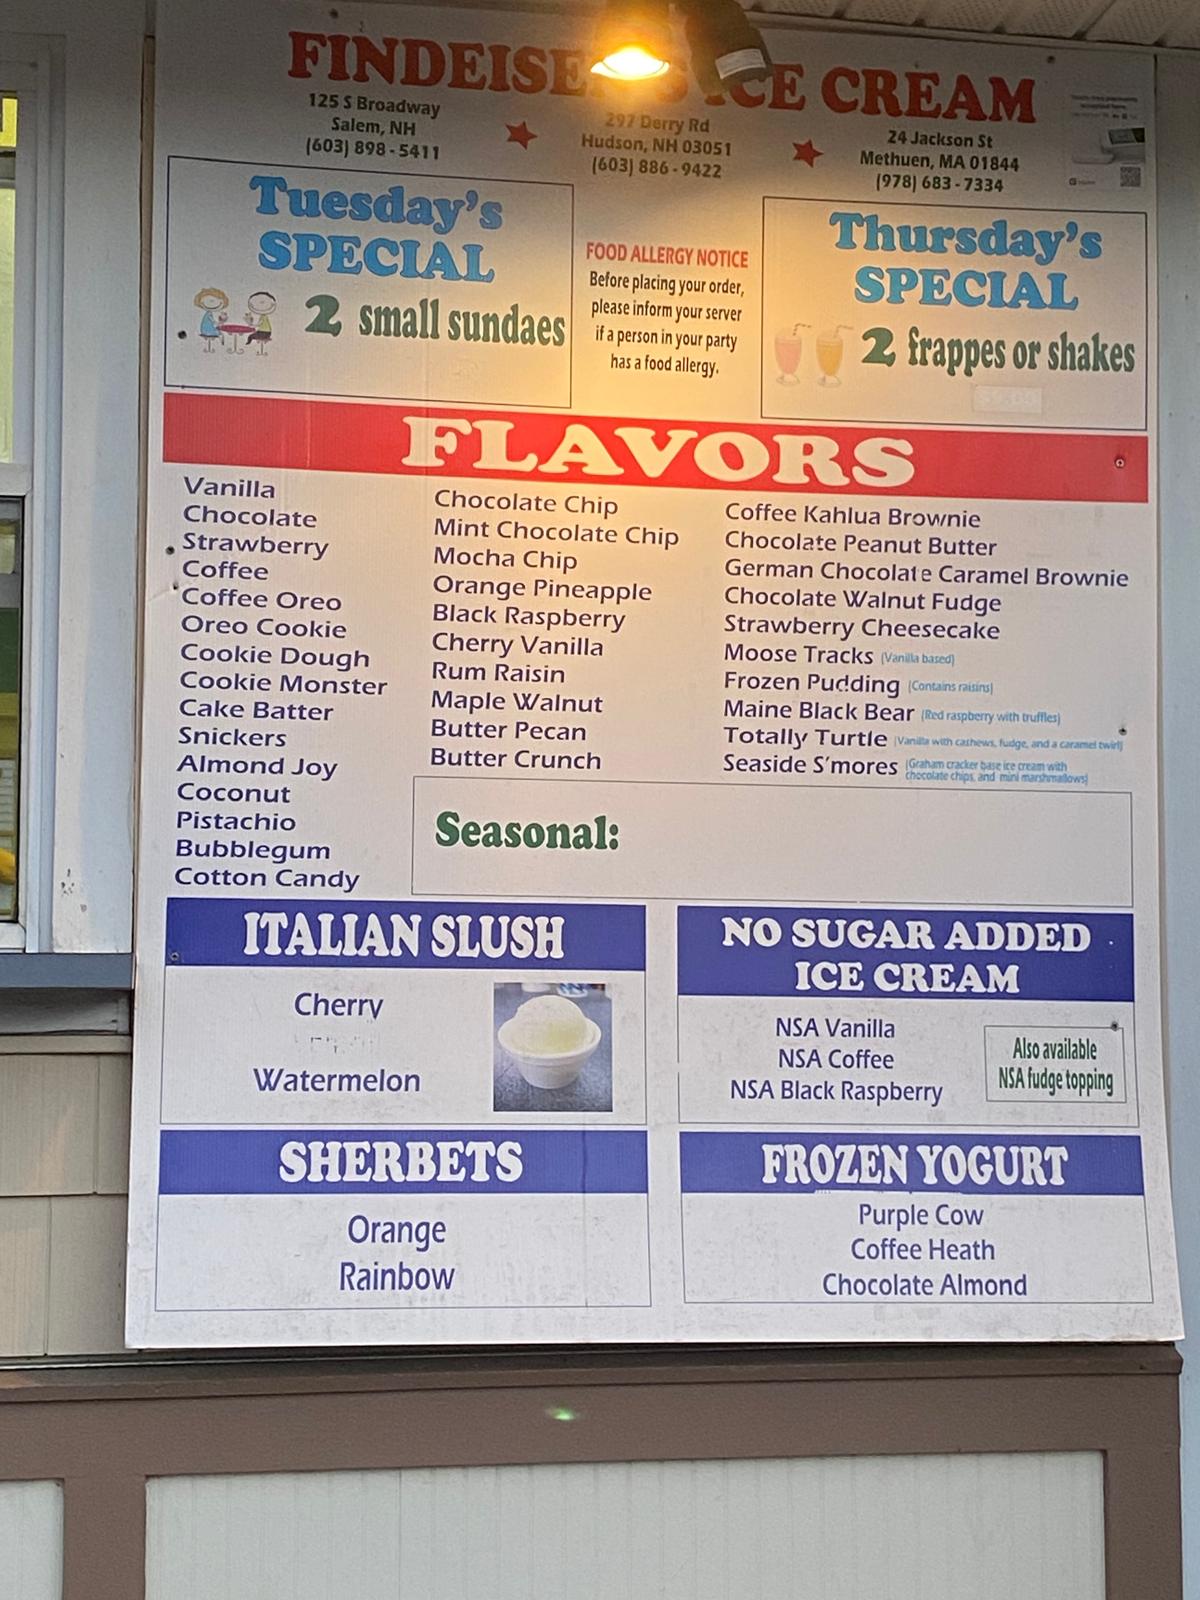 FINDEISEN'S ICE CREAM
125 S Broadway
Salem, NH
(603) 898-5411
297 Derry Rd
Hudson, NH 03051
(603) 886-9422
24 Jackson St
Methuen, MA 01844
(978) 683-7334
Tuesday's
SPECIAL
2 small sundaes
FOOD ALLERGY NOTICE
Before placing your order,
please inform your server
if a person in your party
has a food allergy.
Thursday's
SPECIAL
2 frappes or shakes
FLAVORS
Vanilla
Chocolate
Strawberry
Coffee
Coffee Oreo
Oreo Cookie
Cookie Dough
Cookie Monster
Cake Batter
Snickers
Almond Joy
Coconut
Pistachio
Bubblegum
Cotton Candy
Chocolate Chip
Mint Chocolate Chip
Mocha Chip
Orange Pineapple
Black Raspberry
Cherry Vanilla
Rum Raisin
Maple Walnut
Butter Pecan
Butter Crunch
Coffee Kahlua Brownie
Chocolate Peanut Butter
German Chocolate Caramel Brownie
Chocolate Walnut Fudge
Strawberry Cheesecake
Moose Tracks (Vanilla based)
Frozen Pudding (Contains raisins)
Maine Black Bear (Red raspberry with truffles)
Totally Turtle (Vanilla with cashews, fudge, and a caramel twirl)
Seaside S'mores (Graham cracker base ice cream with
chocolate chips, and mini marshmallows)
Seasonal:
ITALIAN SLUSH
Cherry
Watermelon
NO SUGAR ADDED
ICE CREAM
NSA Vanilla
NSA Coffee
NSA Black Raspberry
Also available
NSA fudge topping
SHERBETS
Orange
Rainbow
FROZEN YOGURT
Purple Cow
Coffee Heath
Chocolate Almond